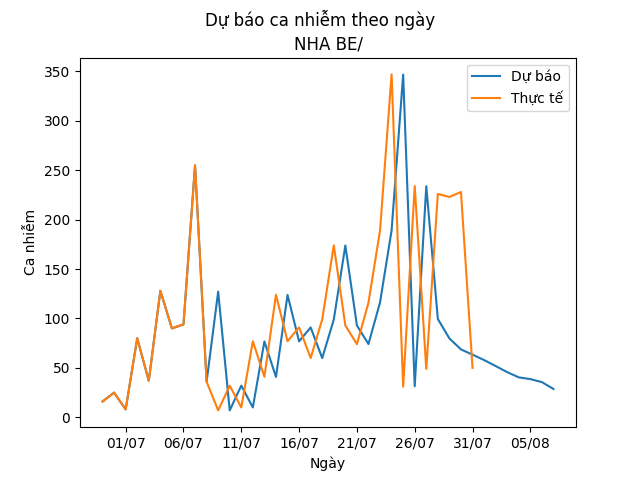 Dự báo ca nhiễm theo ngày
NHA BE/
Dự báo
Thực tế
Ca nhiễm
350
300
250
200
150
100
50
0
01/07 06/07 11/07 16/07 21/07 26/07 31/07 05/08
Ngày